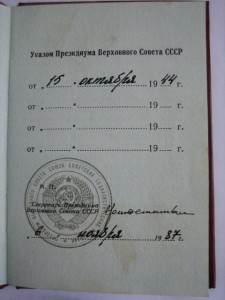 Указом Президиума Верховного Совета СССР
от „ 15 “ октября 1944 г.
от „ “ 19 г.
от „ “ 19 г.
от „ “ 19 г.
М. П.
Секретарь Президиума
Верховного Совета СССР
„ 6 “ ноября 1987 г.